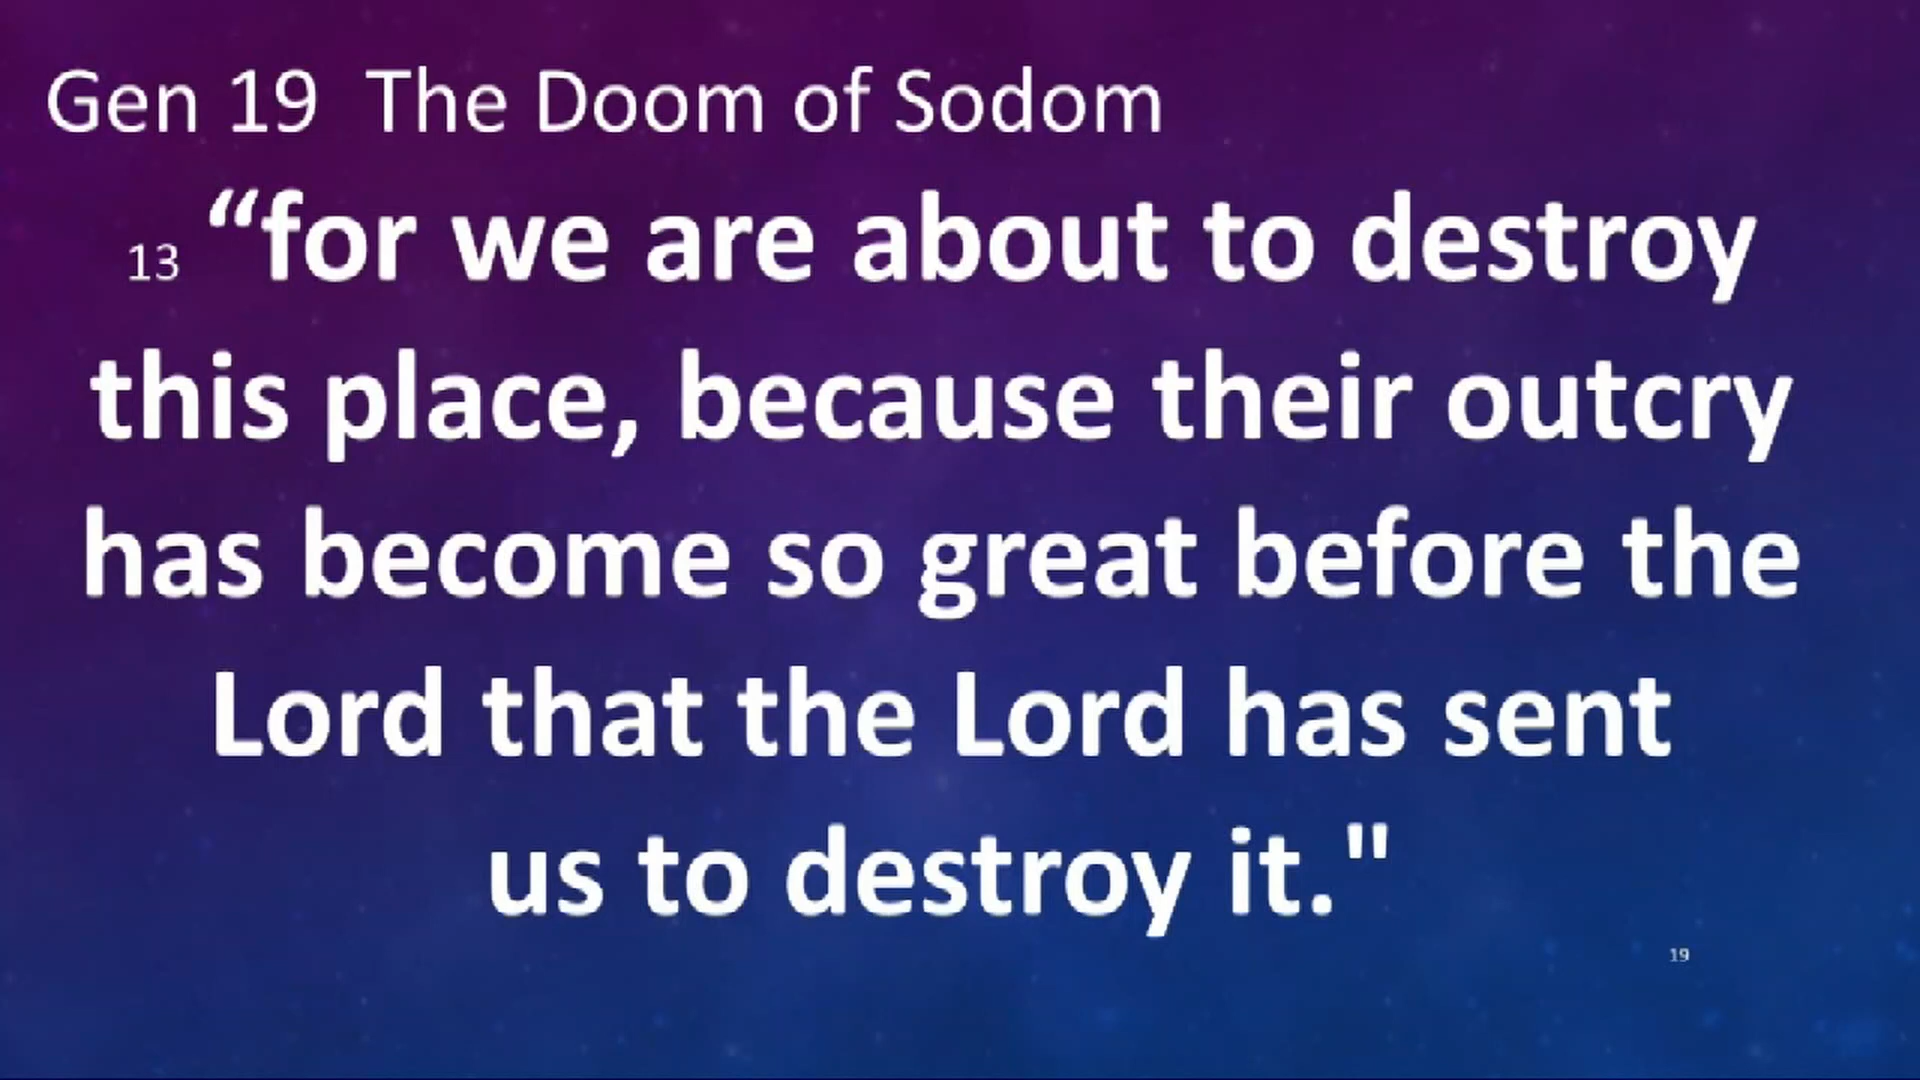 Gen 19  The Doom of Sodom
13 “for we are about to destroy
this place, because their outcry
has become so great before the
Lord that the Lord has sent
us to destroy it."
19